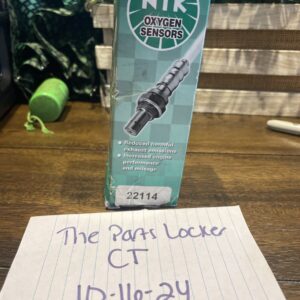 NTK
OXYGEN
SENSORS
• Reduced harmful
exhaust emissions
• Increased engine
performance
and mileage
22114
The Parts Locker
CT
10-16-24